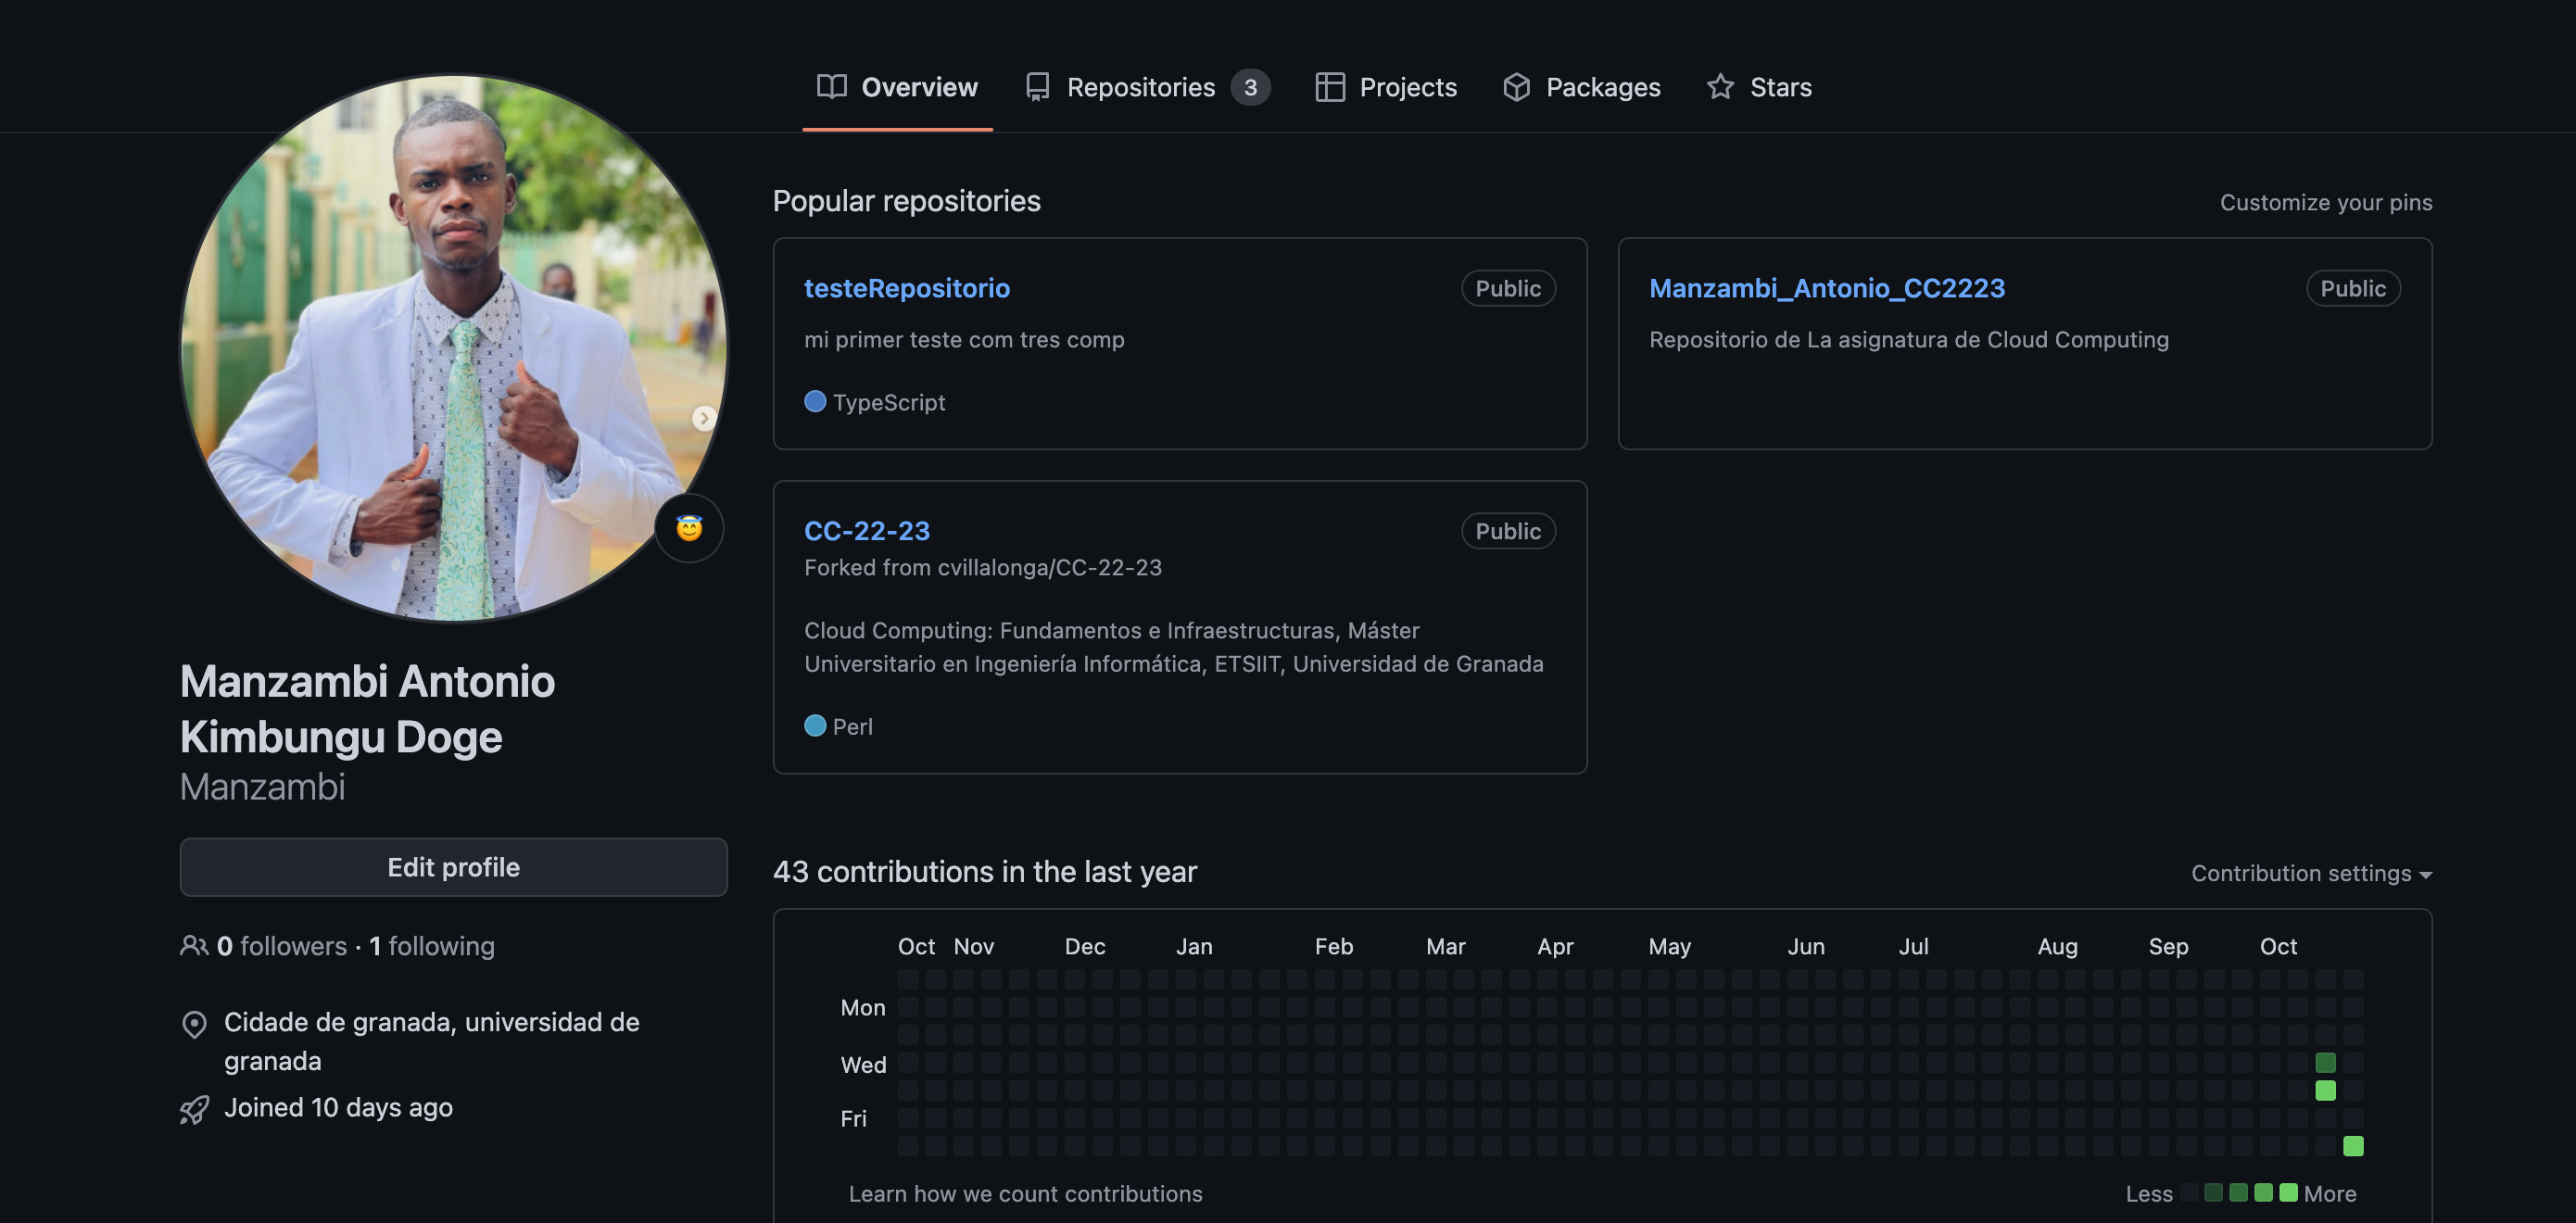 Overview
Repositories 3
Projects
Packages
Stars
Popular repositories
Customize your pins
testeRepositorio
Public
mi primer teste com tres comp
TypeScript
Manzambi_Antonio_CC2223
Public
Repositorio de La asignatura de Cloud Computing
CC-22-23
Public
Forked from cvillalonga/CC-22-23
Cloud Computing: Fundamentos e Infraestructuras, Máster
Universitario en Ingeniería Informática, ETSIIT, Universidad de Granada
Perl
Manzambi Antonio
Kimbungu Doge
Manzambi
Edit profile
0 followers · 1 following
Cidade de granada, universidad de
granada
Joined 10 days ago
43 contributions in the last year
Contribution settings
Oct Nov Dec Jan Feb Mar Apr May Jun Jul Aug Sep Oct
Mon
Wed
Fri
Learn how we count contributions
Less More